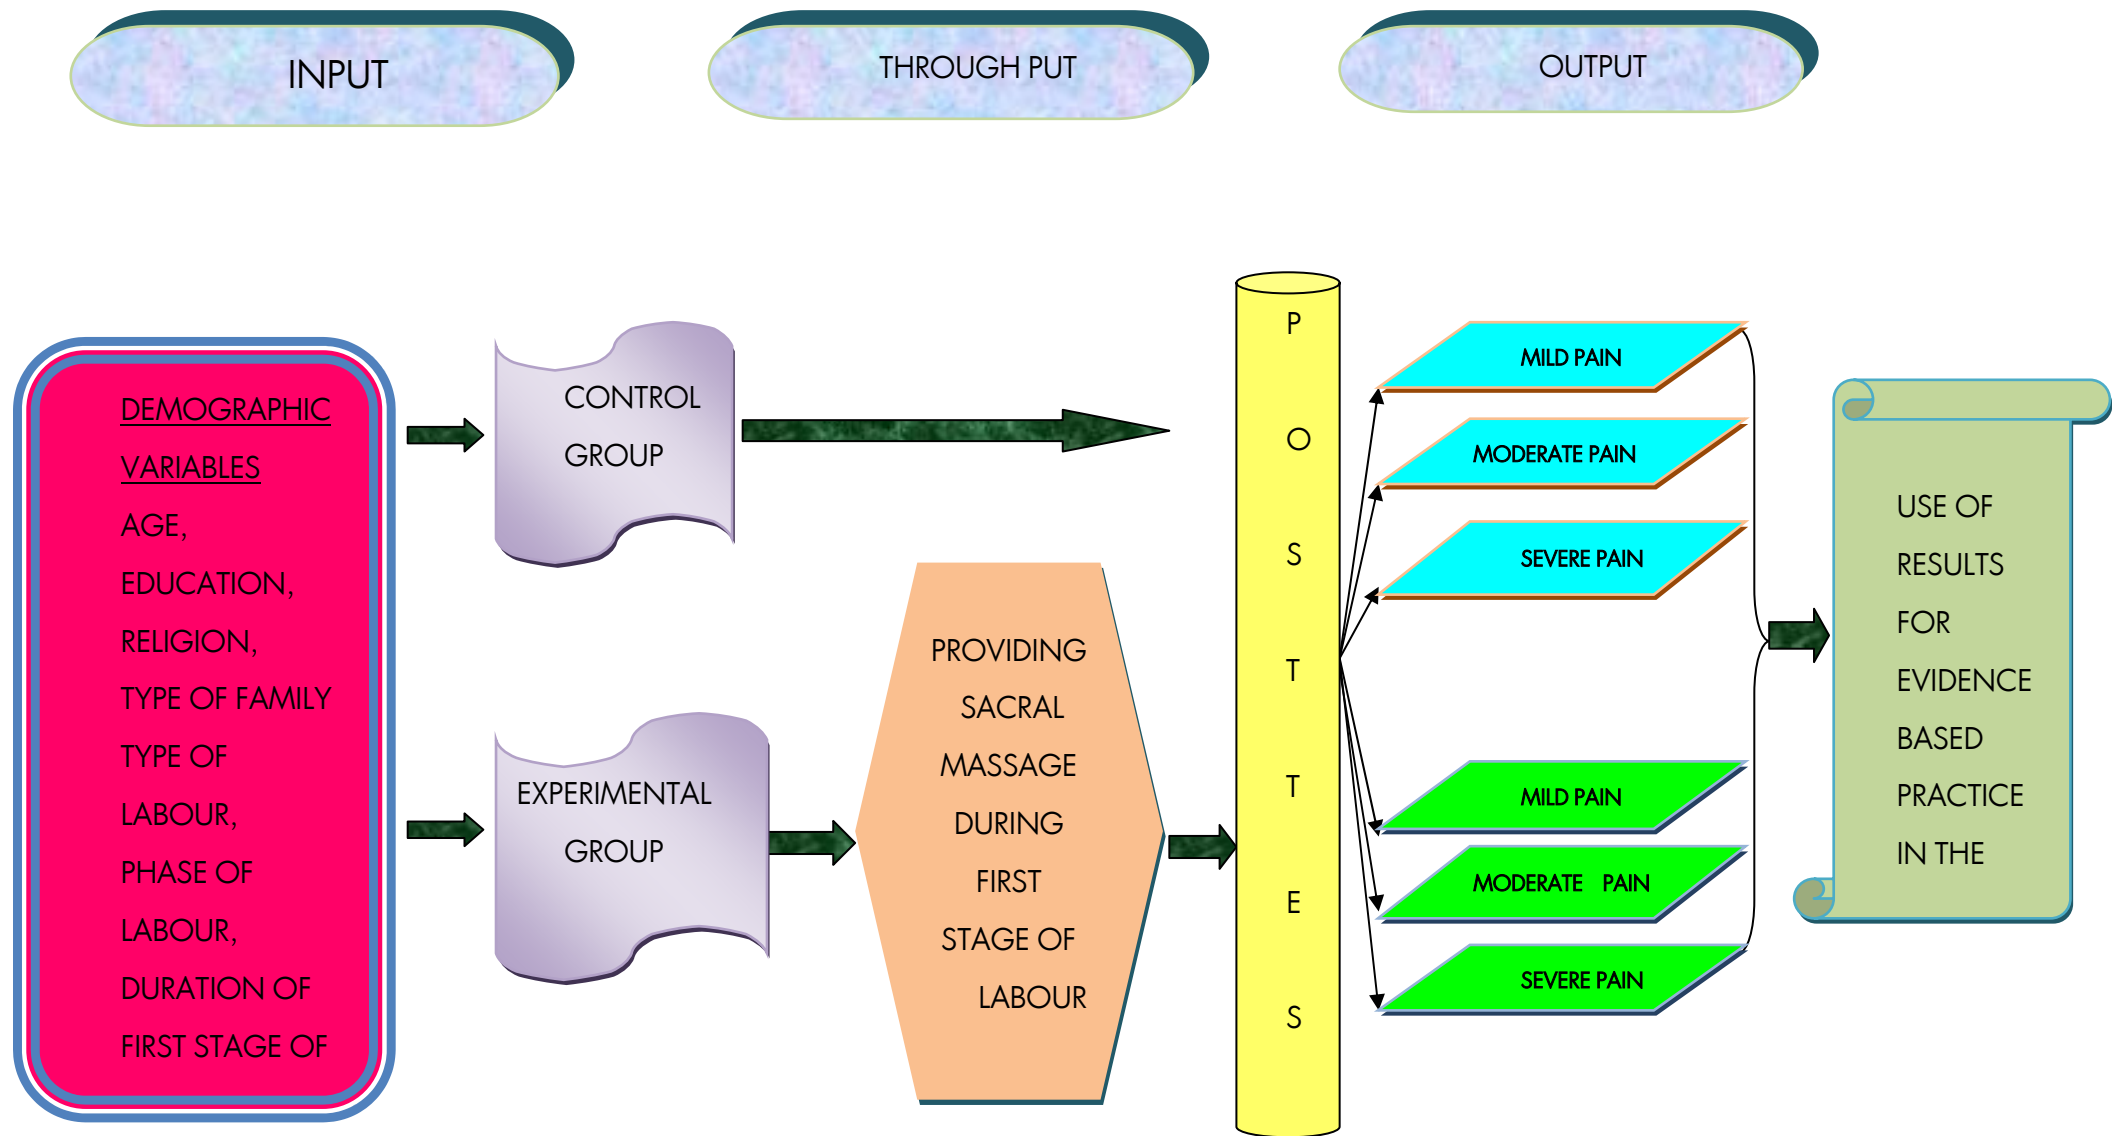 INPUT
THROUGH PUT
OUTPUT
DEMOGRAPHIC
VARIABLES
AGE,
EDUCATION,
RELIGION,
TYPE OF FAMILY
TYPE OF
LABOUR,
PHASE OF
LABOUR,
DURATION OF
FIRST STAGE OF
CONTROL
GROUP
EXPERIMENTAL
GROUP
PROVIDING
SACRAL
MASSAGE
DURING
FIRST
STAGE OF
LABOUR
P
O
S
T
T
E
S
MILD PAIN
MODERATE PAIN
SEVERE PAIN
MILD PAIN
MODERATE PAIN
SEVERE PAIN
USE OF
RESULTS
FOR
EVIDENCE
BASED
PRACTICE
IN THE